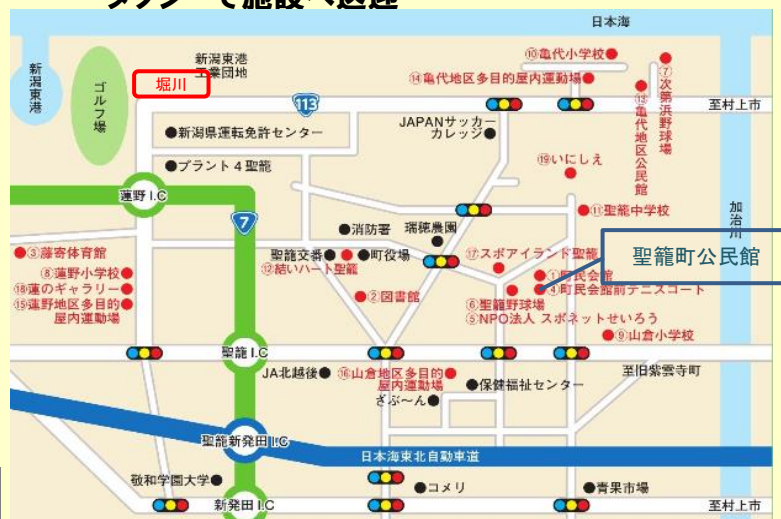 タクシーで施設へ送迎
日本海
新潟東港
ゴルフ場
堀川
新潟東港
工業団地
⑩亀代小学校
⑭亀代地区多目的屋内運動場
⑦次第浜野球場
⑬亀代地区公民館
113
至村上市
●新潟県運転免許センター
JAPANサッカー
カレッジ●
●プラント4聖籠
⑲いにしえ
蓮野 I.C
⑪聖籠中学校
加治川
7
●消防署
瑞穂農園
③藤寄体育館
聖籠交番●
●町役場
⑰スポアイランド聖籠
聖籠町公民館
⑧蓮野小学校
⑫結いハート聖籠
①町民会館
⑱蓮のギャラリー
②図書館
④町民会館前テニスコート
⑮蓮野地区多目的
屋内運動場
⑥聖籠野球場
⑤NPO法人 スポネットせいろう
⑨山倉小学校
聖籠 I.C
JA北越後●
⑯山倉地区多目的
屋内運動場
●保健福祉センター
至旧紫雲寺町
ざぶ~ん●
聖籠新発田 I.C
日本海東北自動車道
敬和学園大学●
●コメリ
●青果市場
新発田 I.C
至村上市